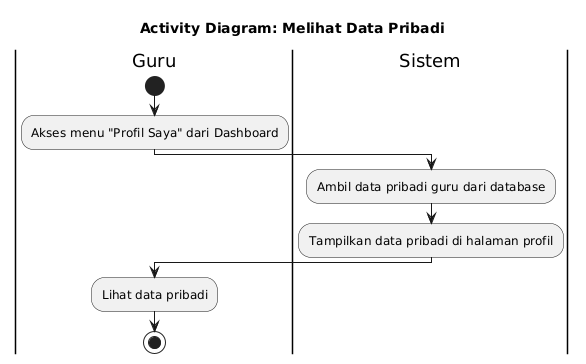 Activity Diagram: Melihat Data Pribadi
Guru
Sistem
Akses menu "Profil Saya" dari Dashboard
Ambil data pribadi guru dari database
Tampilkan data pribadi di halaman profil
Lihat data pribadi